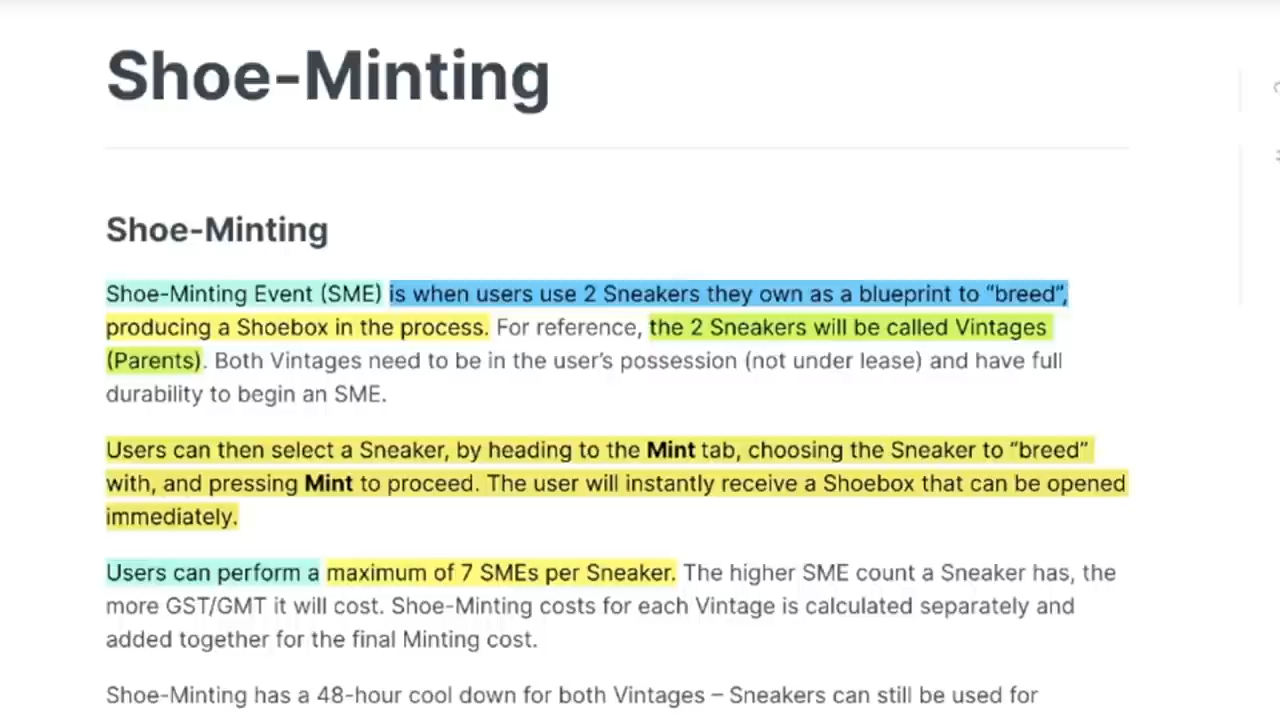 Shoe-Minting
Shoe-Minting
Shoe-Minting Event (SME) is when users use 2 Sneakers they own as a blueprint to “breed”,
producing a Shoebox in the process. For reference, the 2 Sneakers will be called Vintages
(Parents). Both Vintages need to be in the user’s possession (not under lease) and have full
durability to begin an SME.
Users can then select a Sneaker, by heading to the Mint tab, choosing the Sneaker to “breed”
with, and pressing Mint to proceed. The user will instantly receive a Shoebox that can be opened
immediately.
Users can perform a maximum of 7 SMEs per Sneaker. The higher SME count a Sneaker has, the
more GST/GMT it will cost. Shoe-Minting costs for each Vintage is calculated separately and
added together for the final Minting cost.
Shoe-Minting has a 48-hour cool down for both Vintages – Sneakers can still be used for